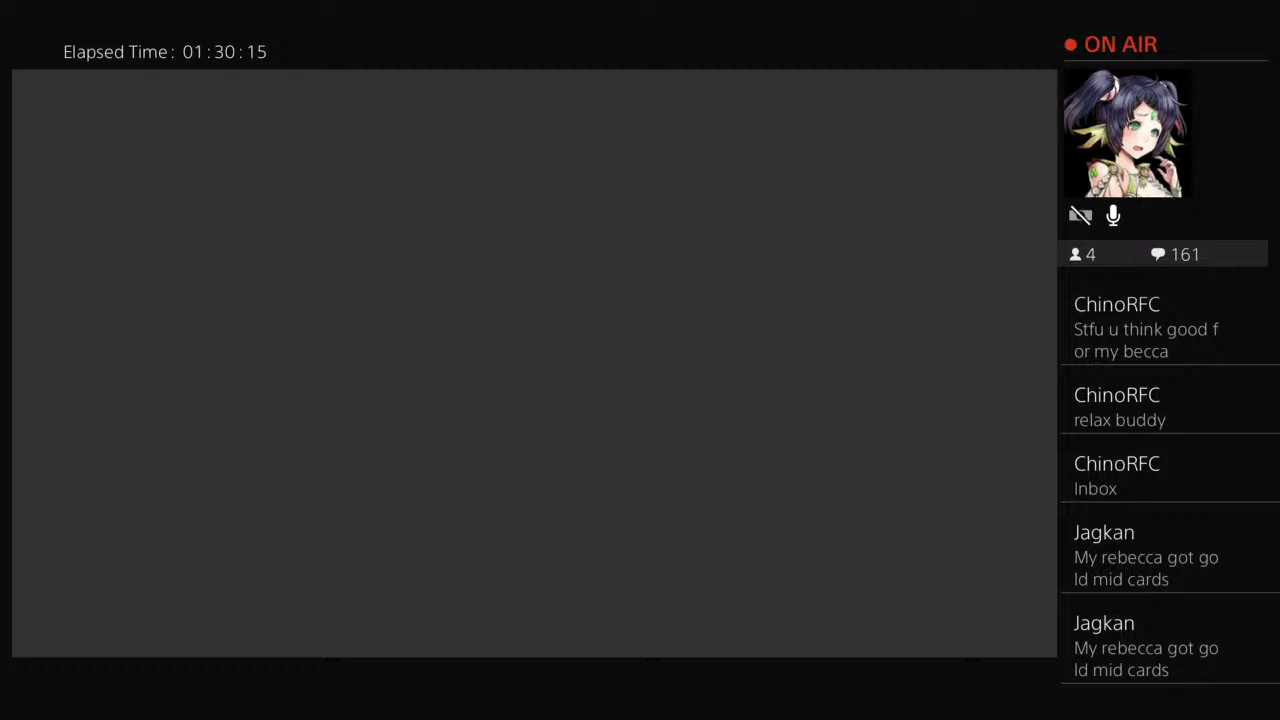 Elapsed Time: 01:30:15
ON AIR
4
161
ChinoRFC
Stfu u think good f
or my becca
ChinoRFC
relax buddy
ChinoRFC
Inbox
Jagkan
My rebecca got go
ld mid cards
Jagkan
My rebecca got go
ld mid cards